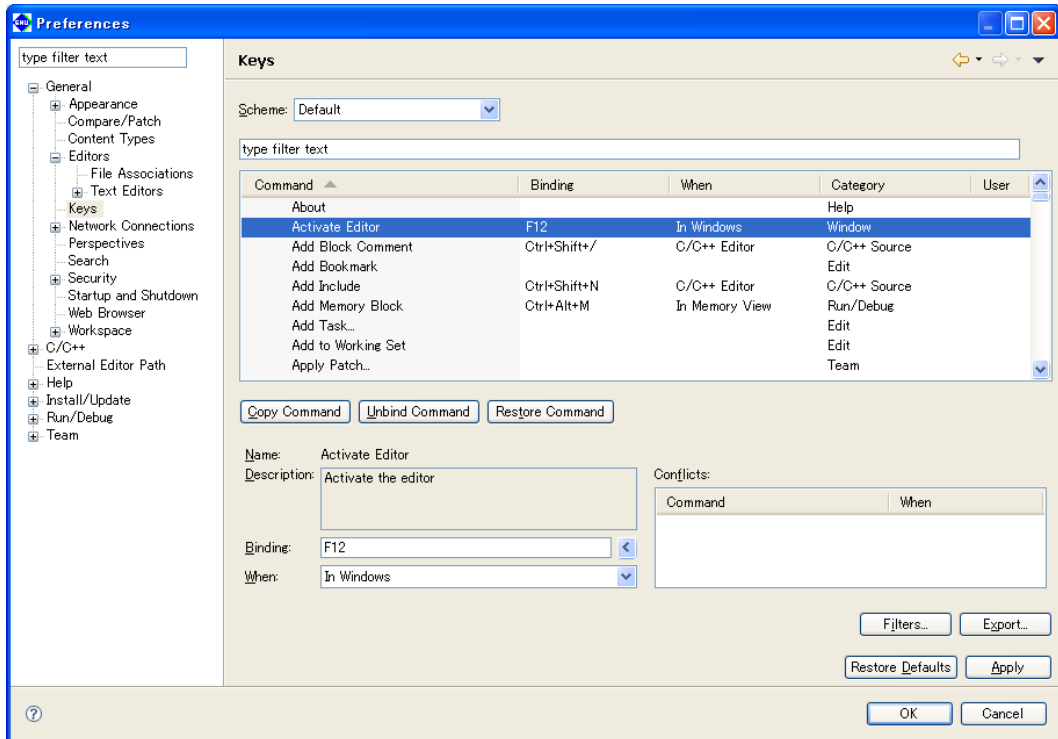 Preferences
type filter text
General
Appearance
Compare/Patch
Content Types
Editors
File Associations
Text Editors
Keys
Network Connections
Perspectives
Search
Security
Startup and Shutdown
Web Browser
Workspace
C/C++
External Editor Path
Help
Install/Update
Run/Debug
Team
Keys
Scheme: Default
type filter text
Command Binding When Category User
About Help
Activate Editor F12 In Windows Window
Add Block Comment Ctrl+Shift+/ C/C++ Editor C/C++ Source
Add Bookmark Edit
Add Include Ctrl+Shift+N C/C++ Editor C/C++ Source
Add Memory Block Ctrl+Alt+M In Memory View Run/Debug
Add Task... Edit
Add to Working Set Edit
Apply Patch... Team
Copy Command Unbind Command Restore Command
Name: Activate Editor
Description: Activate the editor
Conflicts:
Command When
Binding: F12
When: In Windows
Filters... Export...
Restore Defaults Apply
OK Cancel